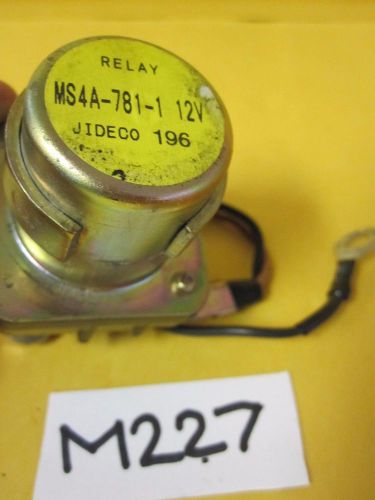 RELAY
MS4A-781-1 12V
JIDECO 196
M227